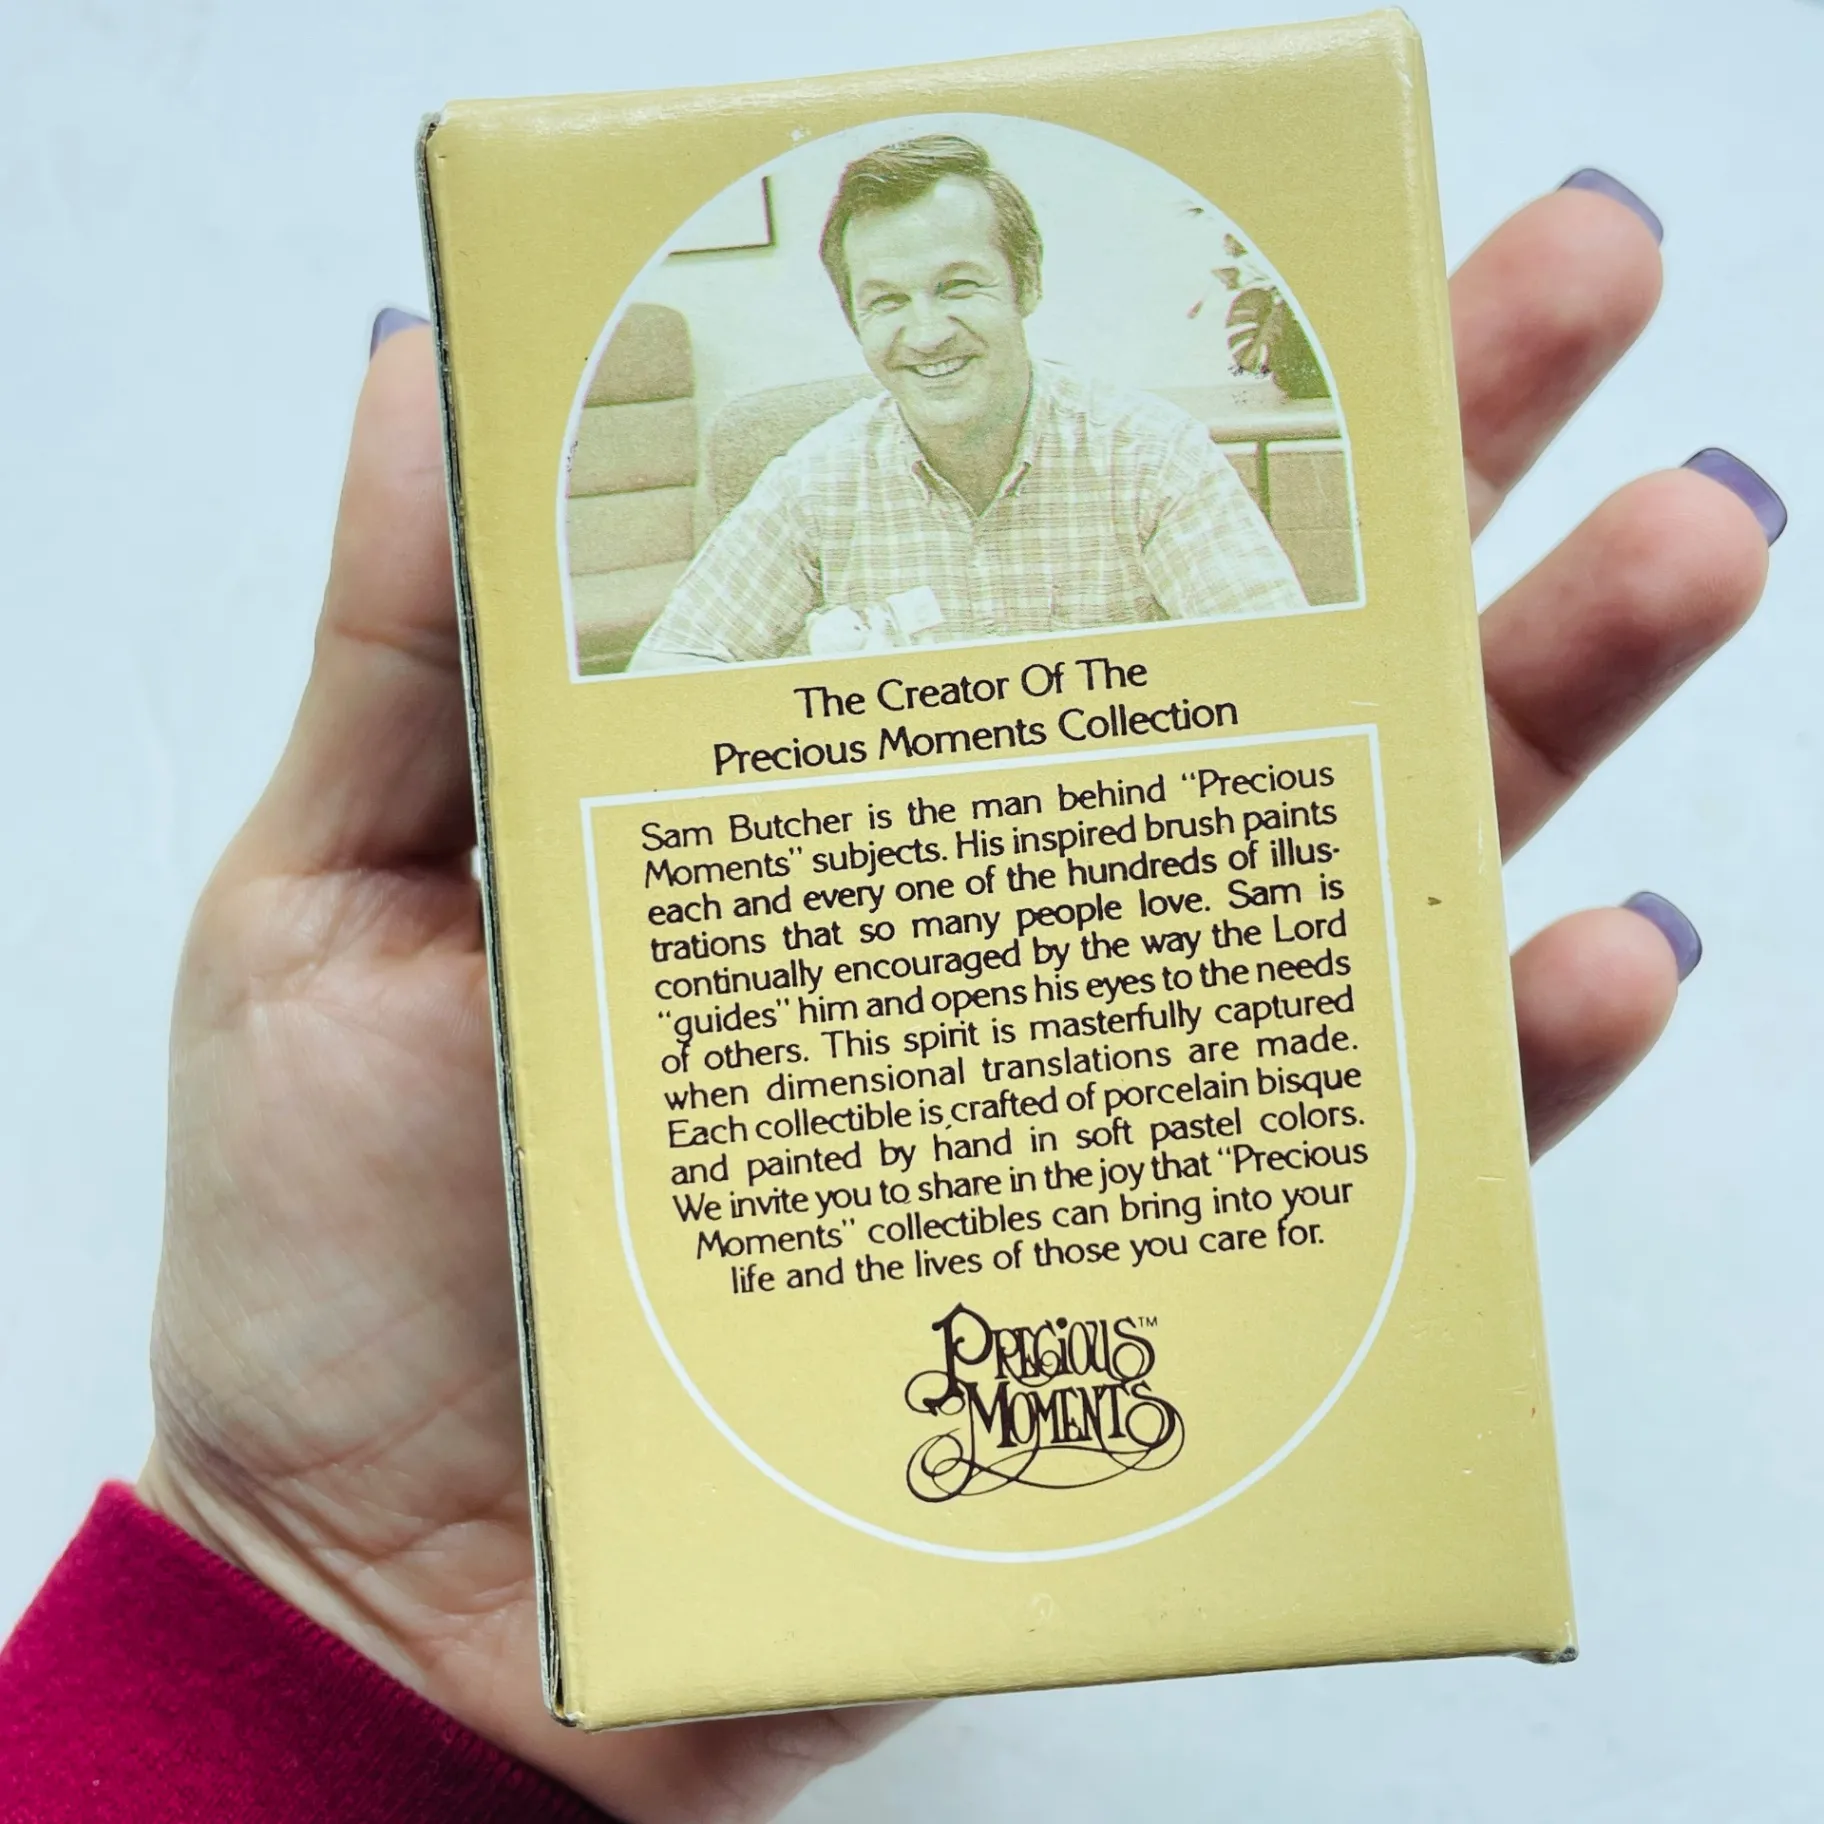 The Creator Of The
Precious Moments Collection
Sam Butcher is the man behind “Precious
Moments” subjects. His inspired brush paints
each and every one of the hundreds of illus-
trations that so many people love. Sam is
continually encouraged by the way the Lord
“guides” him and opens his eyes to the needs
of others. This spirit is masterfully captured
when dimensional translations are made.
Each collectible is crafted of porcelain bisque
and painted by hand in soft pastel colors.
We invite you to share in the joy that “Precious
Moments” collectibles can bring into your
life and the lives of those you care for.
PRECIOUS™
MOMENTS